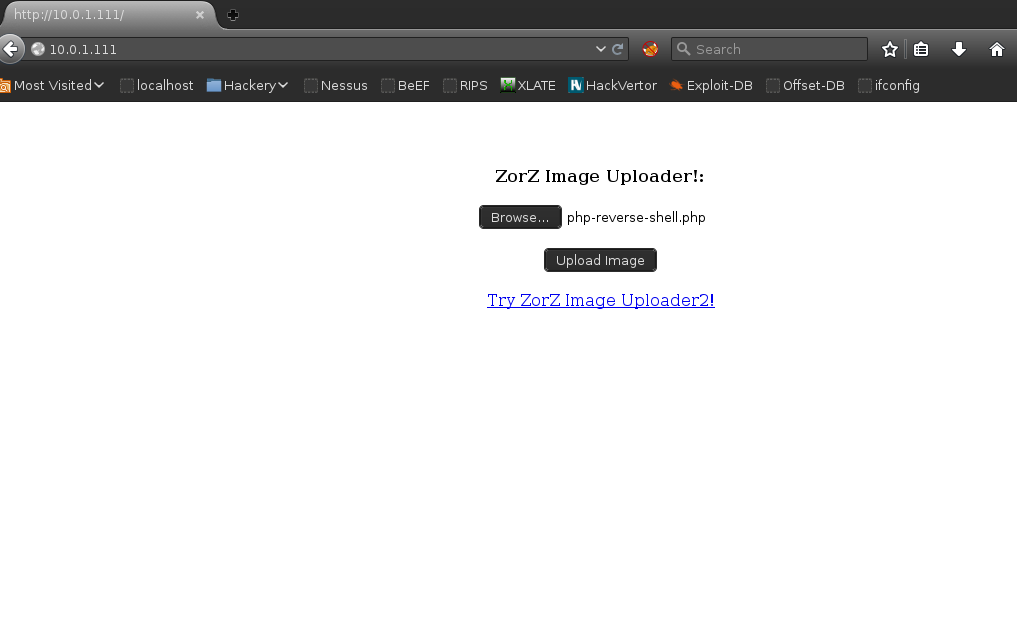 http://10.0.1.111/
10.0.1.111 Search
Most Visited localhost Hackery Nessus BeEF RIPS XLATE HackVertor Exploit-DB Offset-DB ifconfig
ZorZ Image Uploader!:
Browse... php-reverse-shell.php
Upload Image
Try ZorZ Image Uploader2!